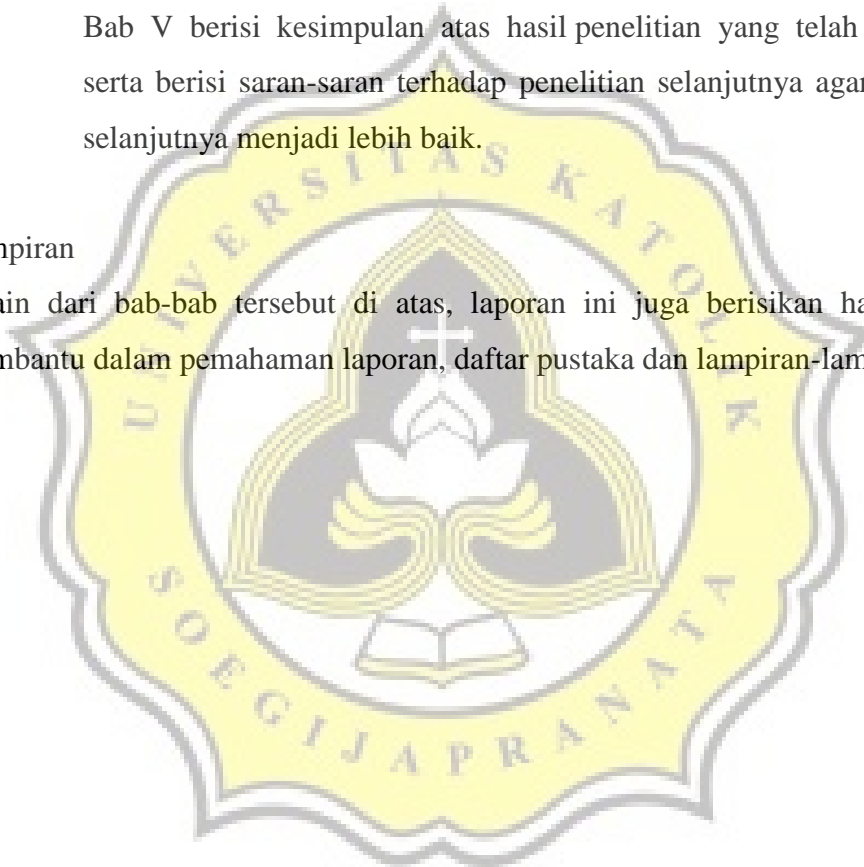 Bab V berisi kesimpulan atas hasil penelitian yang telah
serta berisi saran-saran terhadap penelitian selanjutnya agar
selanjutnya menjadi lebih baik.
UNIVERSITAS KATOLIK
npiran
ain dari bab-bab tersebut di atas, laporan ini juga berisikan ha
mbantu dalam pemahaman laporan, daftar pustaka dan lampiran-lam
SOEGIJAPRANATA